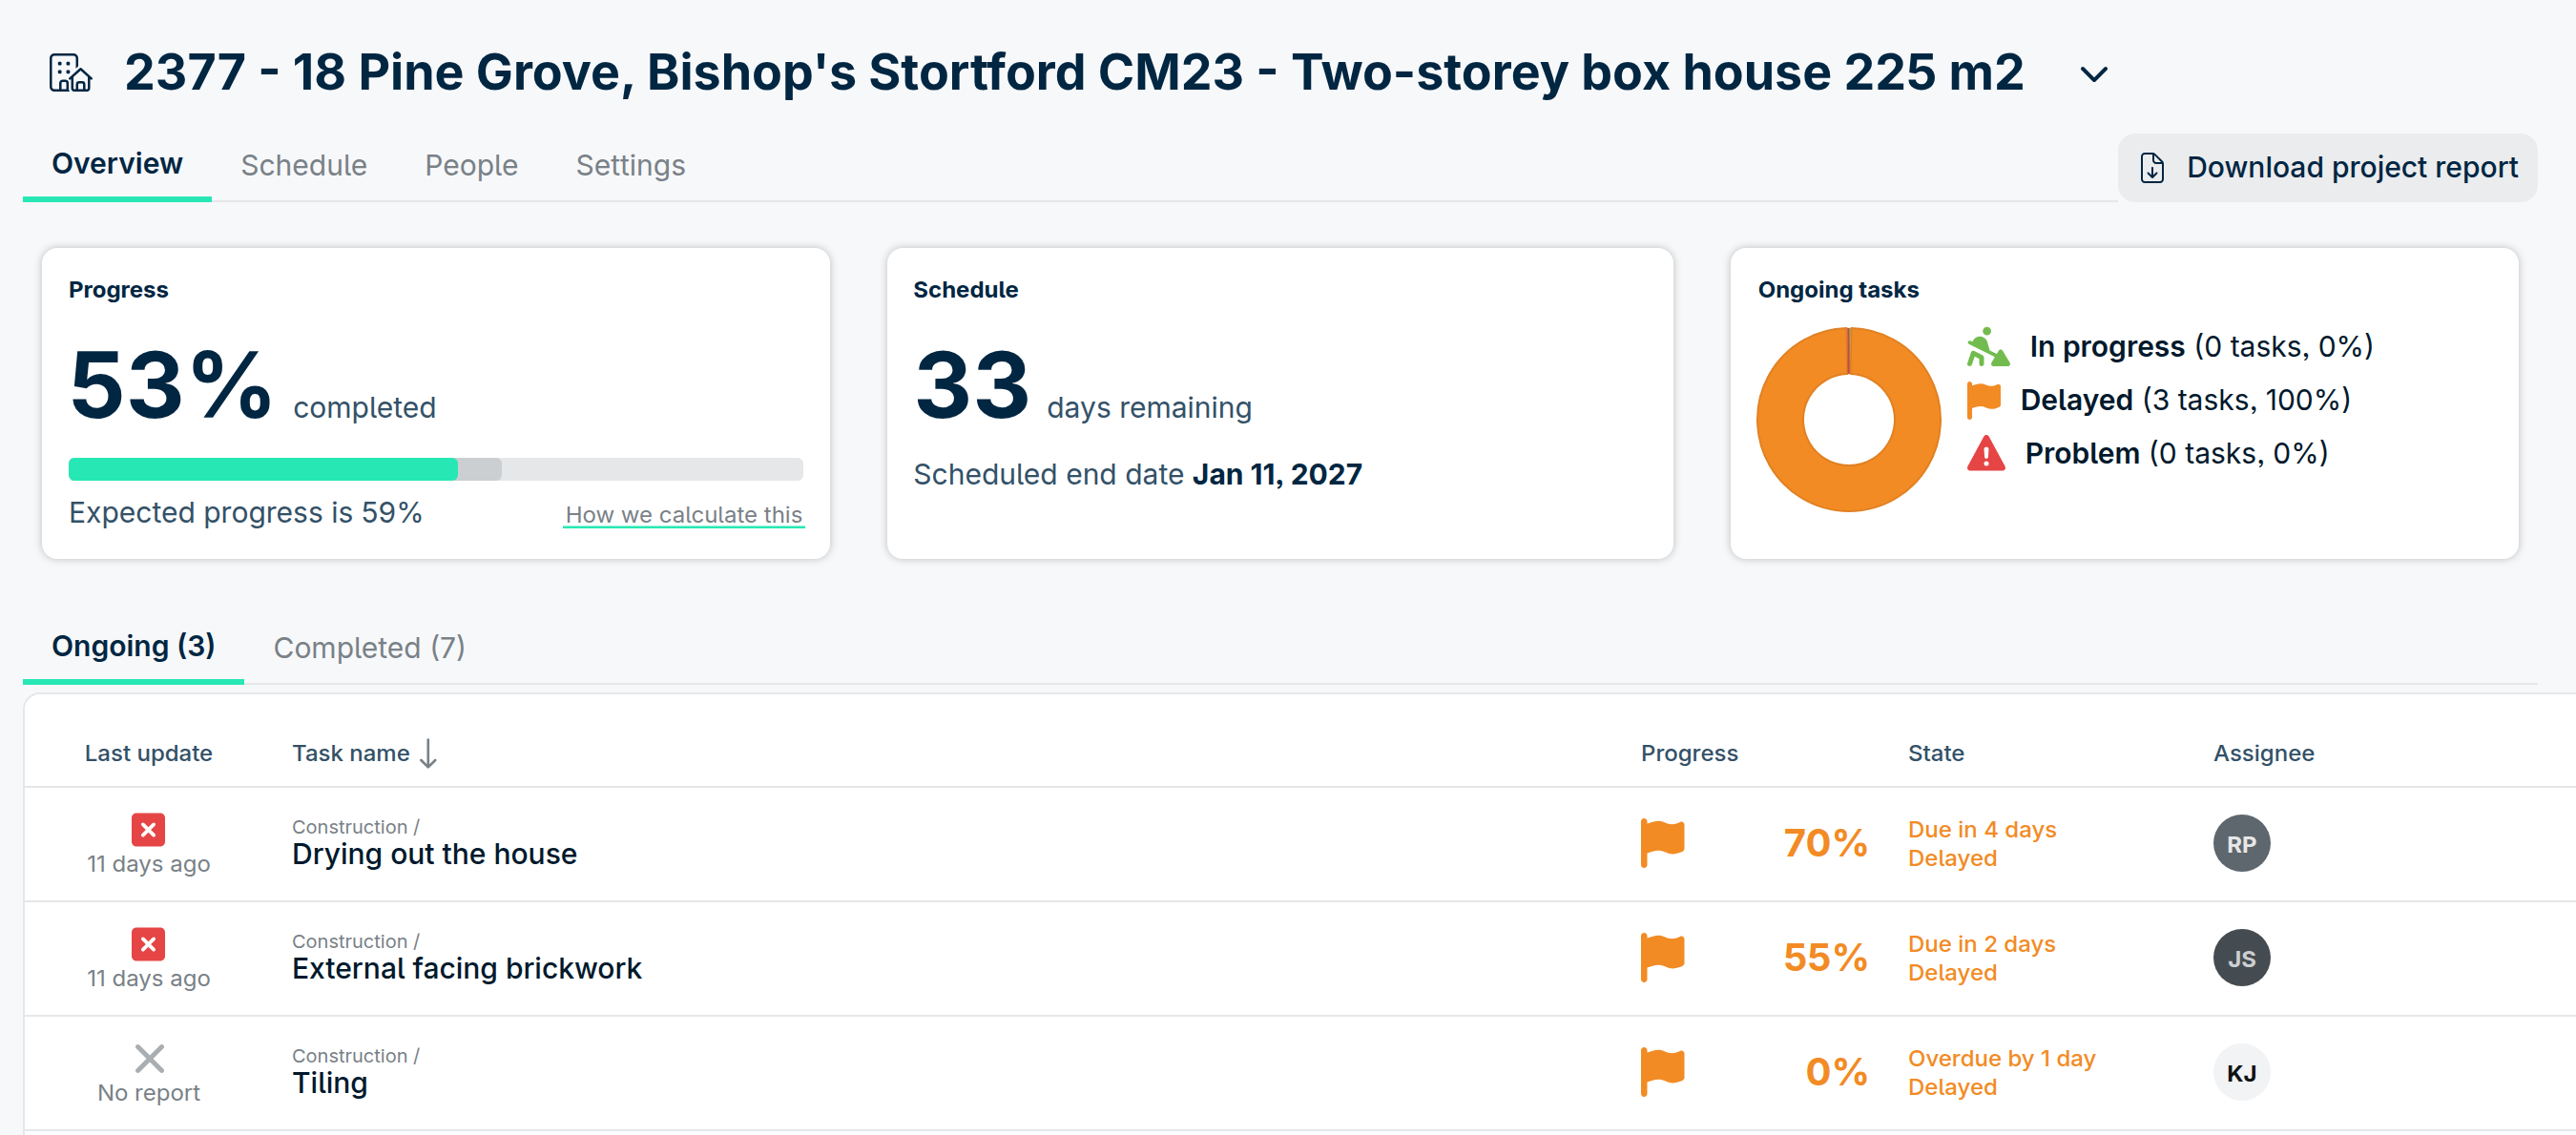 2377 - 18 Pine Grove, Bishop's Stortford CM23 - Two-storey box house 225 m2
Overview Schedule People Settings Download project report
Progress
53% completed
Expected progress is 59% How we calculate this
Schedule
33 days remaining
Scheduled end date Jan 11, 2027
Ongoing tasks
In progress (0 tasks, 0%)
Delayed (3 tasks, 100%)
Problem (0 tasks, 0%)
Ongoing (3) Completed (7)
Last update Task name Progress State Assignee
11 days ago
Construction /
Drying out the house
70%
Due in 4 days
Delayed
RP
11 days ago
Construction /
External facing brickwork
55%
Due in 2 days
Delayed
JS
No report
Construction /
Tiling
0%
Overdue by 1 day
Delayed
KJ